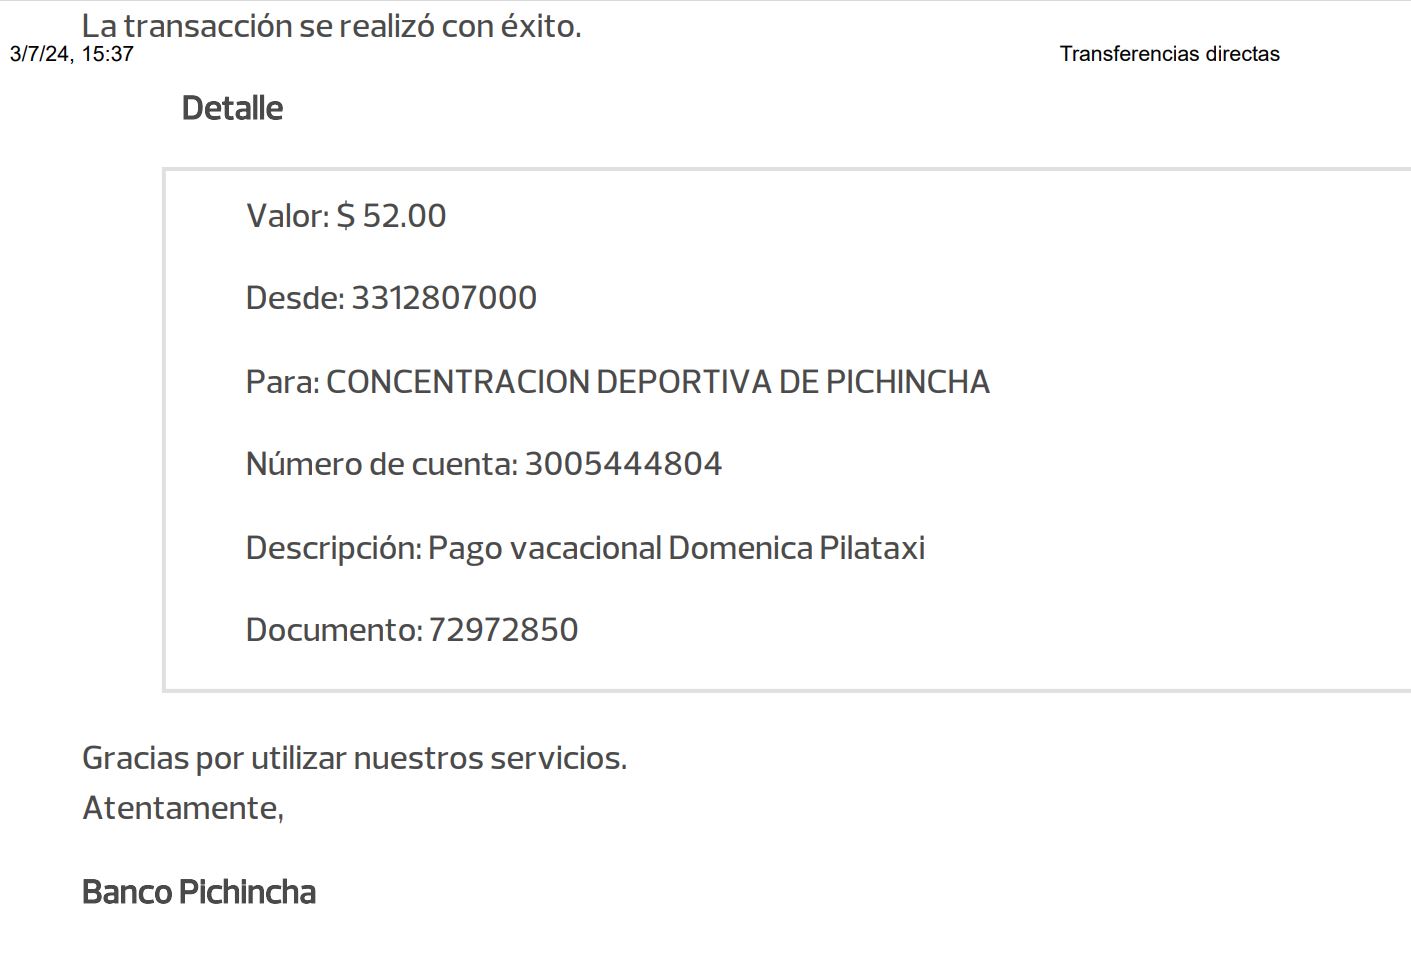 La transacción se realizó con éxito.
3/7/24, 15:37 Transferencias directas
Detalle
Valor: $ 52.00
Desde: 3312807000
Para: CONCENTRACION DEPORTIVA DE PICHINCHA
Número de cuenta: 3005444804
Descripción: Pago vacacional Domenica Pilataxi
Documento: 72972850
Gracias por utilizar nuestros servicios.
Atentamente,
Banco Pichincha